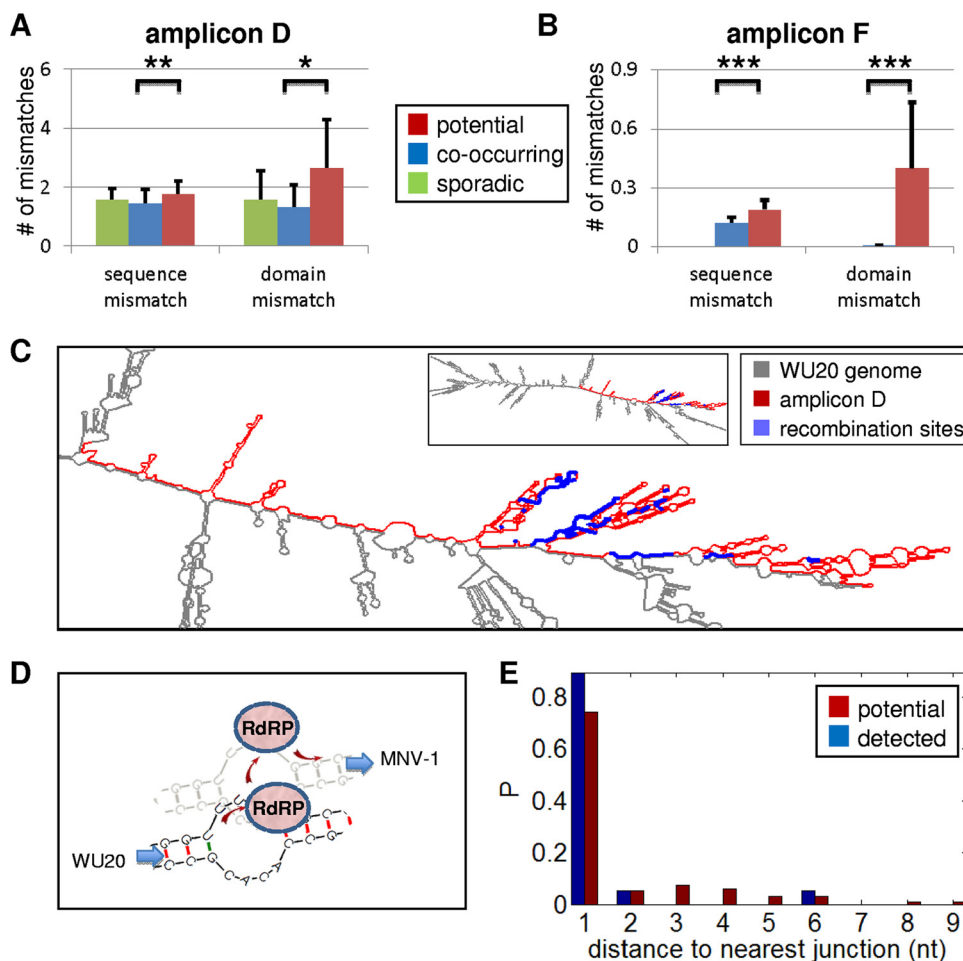 A
amplicon D
# of mismatches
6
4
2
0
**
*
sequence
mismatch
domain
mismatch
potential
co-occurring
sporadic
B
amplicon F
# of mismatches
0.9
0.6
0.3
0
***
***
sequence
mismatch
domain
mismatch
C
WU20 genome
amplicon D
recombination sites
D
RdRP
MNV-1
RdRP
WU20
E
P
0.8
0.6
0.4
0.2
0
potential
detected
1 2 3 4 5 6 7 8 9
distance to nearest junction (nt)